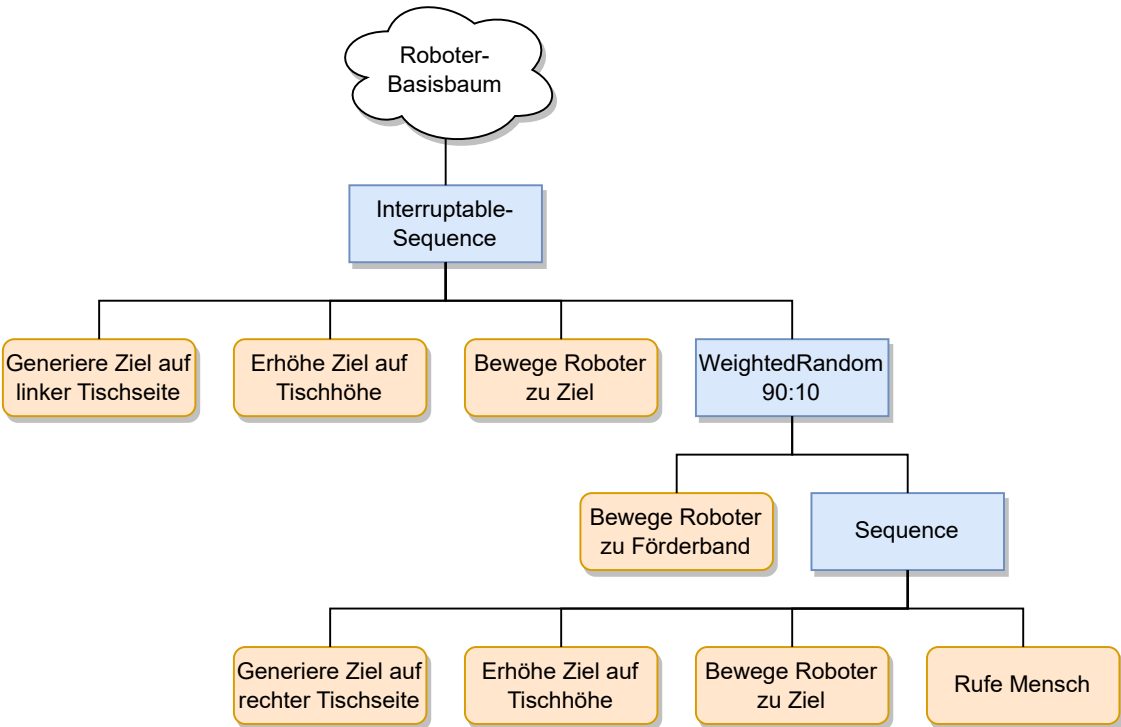 Roboter-
Basisbaum
Interruptable-
Sequence
Generiere Ziel auf
linker Tischseite
Erhöhe Ziel auf
Tischhöhe
Bewege Roboter
zu Ziel
WeightedRandom
90:10
Bewege Roboter
zu Förderband
Sequence
Generiere Ziel auf
rechter Tischseite
Erhöhe Ziel auf
Tischhöhe
Bewege Roboter
zu Ziel
Rufe Mensch